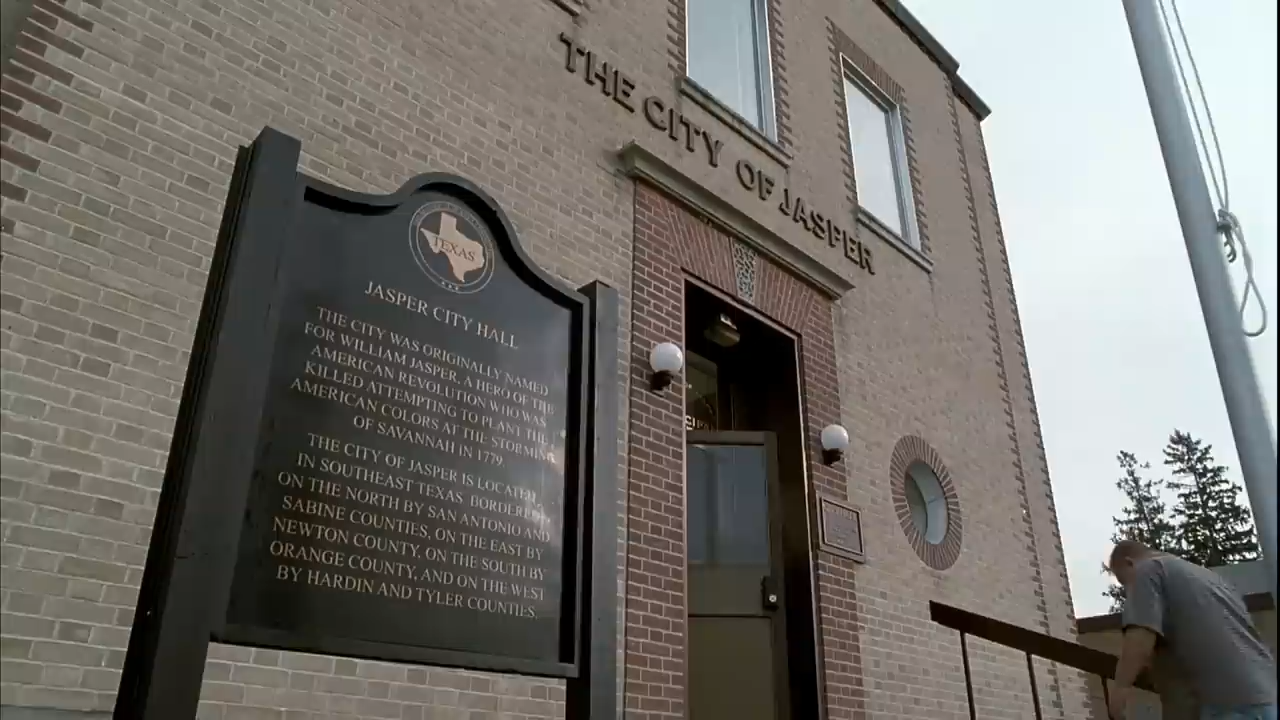 THE CITY OF JASPER
TEXAS
JASPER CITY HALL
THE CITY WAS ORIGINALLY NAMED
FOR WILLIAM JASPER, A HERO OF THE
AMERICAN REVOLUTION WHO WAS
KILLED ATTEMPTING TO PLANT THE
AMERICAN COLORS AT THE STORMING
OF SAVANNAH IN 1779.
THE CITY OF JASPER IS LOCATED
IN SOUTHEAST TEXAS BORDERED
ON THE NORTH BY SAN ANTONIO AND
SABINE COUNTIES, ON THE EAST BY
NEWTON COUNTY, ON THE SOUTH BY
ORANGE COUNTY, AND ON THE WEST
BY HARDIN AND TYLER COUNTIES.